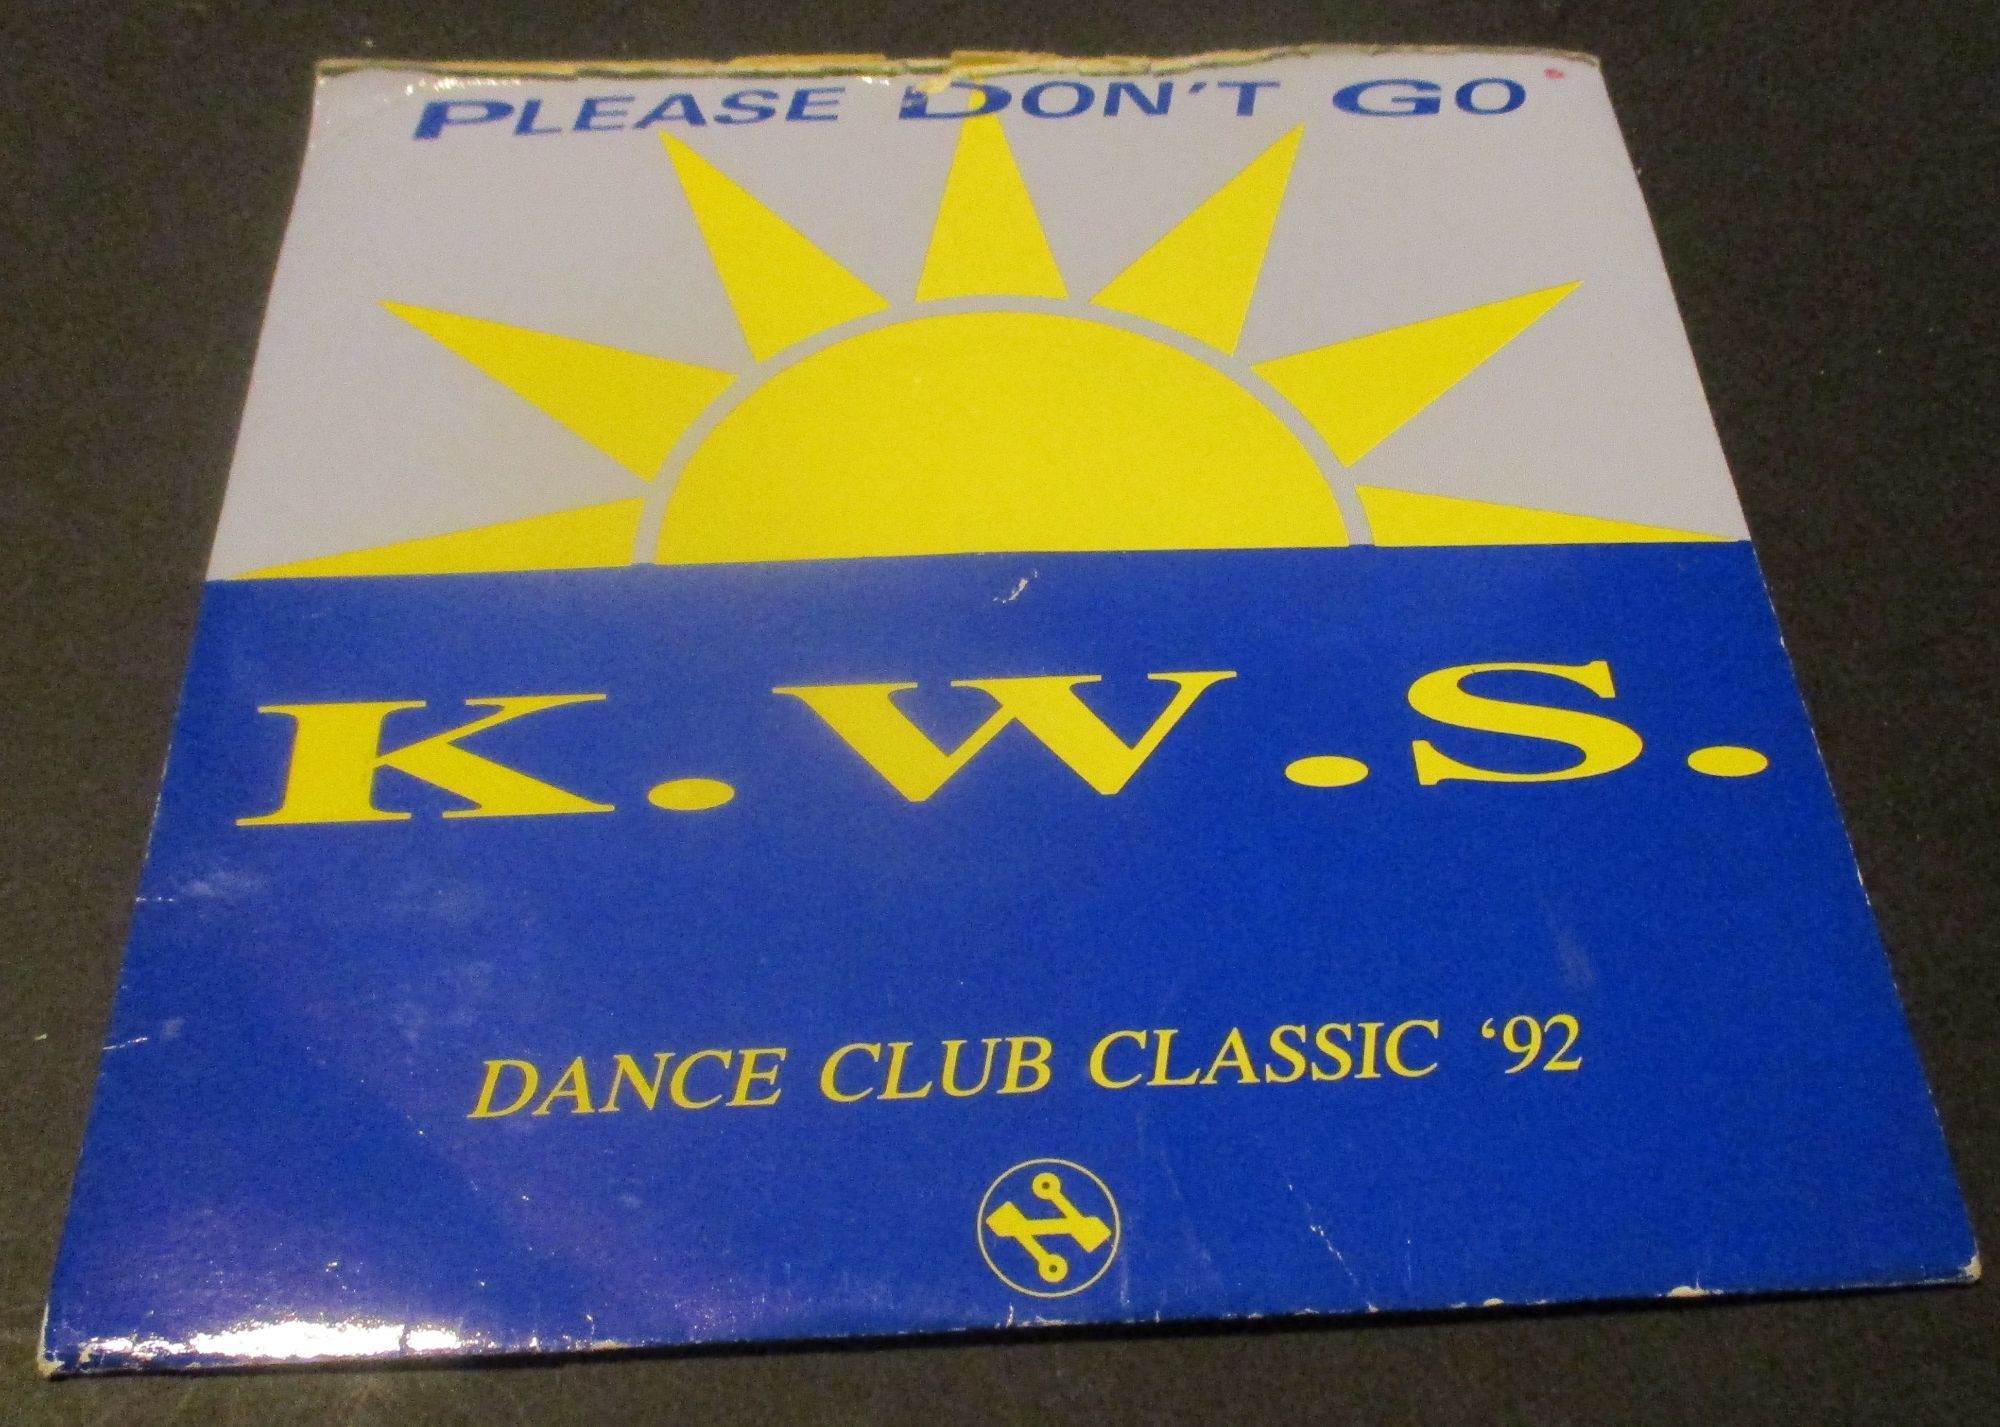 PLEASE DON'T GO
K.W.S.
DANCE CLUB CLASSIC ‘92